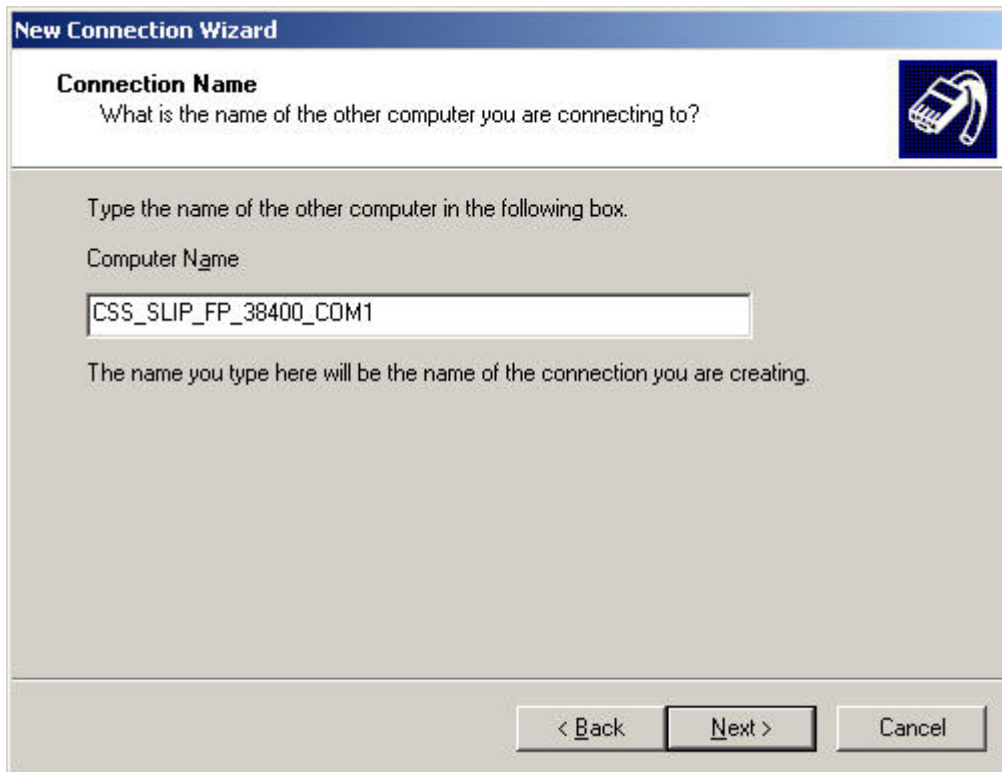 New Connection Wizard
Connection Name
What is the name of the other computer you are connecting to?
Type the name of the other computer in the following box.
Computer Name
CSS_SLIP_FP_38400_COM1
The name you type here will be the name of the connection you are creating.
< Back Next > Cancel